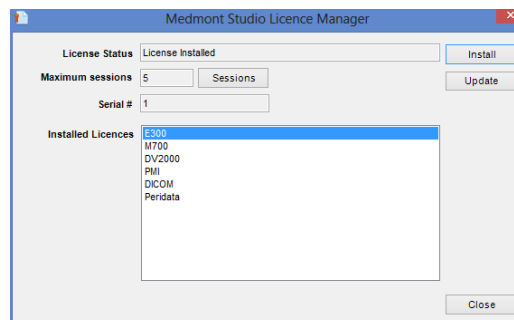 Medmont Studio Licence Manager
License Status License Installed Install
Maximum sessions 5 Sessions Update
Serial # 1
Installed Licences E300
M700
DV2000
PMI
DICOM
Peridata
Close